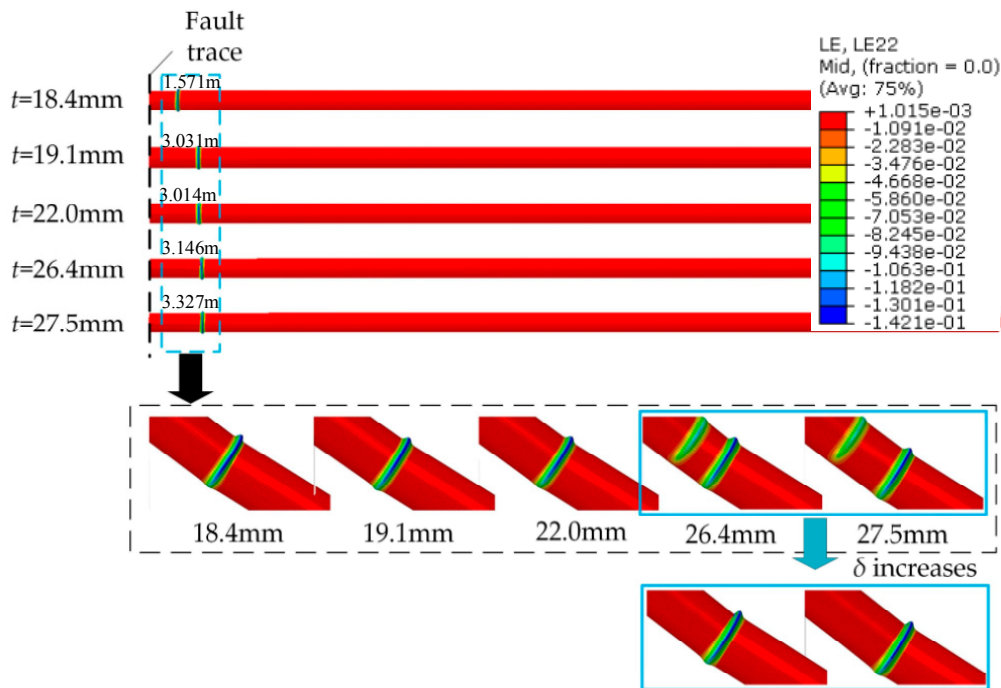 Fault
trace
LE, LE22
Mid, (fraction = 0.0)
(Avg: 75%)
+1.015e-03
-1.091e-02
-2.283e-02
-3.476e-02
-4.668e-02
-5.860e-02
-7.053e-02
-8.245e-02
-9.438e-02
-1.063e-01
-1.182e-01
-1.301e-01
-1.421e-01
t=18.4mm
1.571m
t=19.1mm
3.031m
t=22.0mm
3.014m
t=26.4mm
3.146m
t=27.5mm
3.327m
18.4mm
19.1mm
22.0mm
26.4mm
27.5mm
δ increases